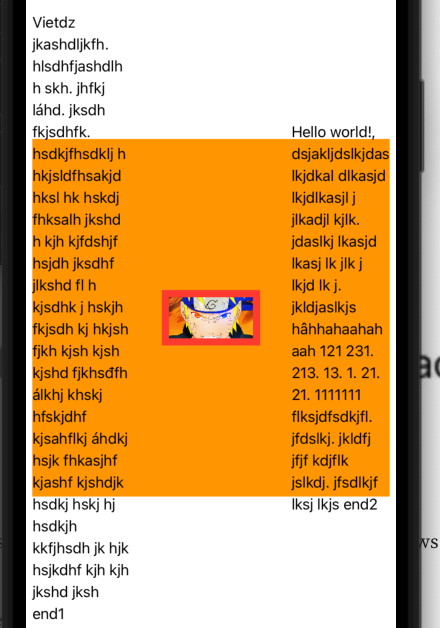 Vietdz
jkashdljkfh.
hlsdhfjashdlh
h skh. jhfkj
láhd. jksdh
fkjsdhfk.
hsdkjfhsdklj h
hkjsldfhsakjd
hksl hk hskdj
fhksalh jkshd
h kjh kjfdshjf
hsjdh jksdhf
jlkshd fl h
kjsdhk j hskjh
fkjsdh kj hkjsh
fjkh kjsh kjsh
kjshd fjkhsđfh
álkhj khskj
hfskjdhf
kjsahflkj áhdkj
hsjk fhkasjhf
kjashf kjshdjk
hsdkj hskj hj
hsdkjh
kkfjhsdh jk hjk
hsjkdhf kjh kjh
jkshd jksh
end1
Hello world!,
dsjakljdslkjdas
lkjdkal dlkasjd
lkjdlkasjl j
jlkadjl kjlk.
jdaslkj lkasjd
lkasj lk jlk j
lkjd lk j.
jkldjaslkjs
hâhhahaahah
aah 121 231.
213. 13. 1. 21.
21. 1111111
flksjdfsdkjfl.
jfdslkj. jkldfj
jfjf kdjflk
jslkdj. jfsdlkjf
lksj lkjs end2